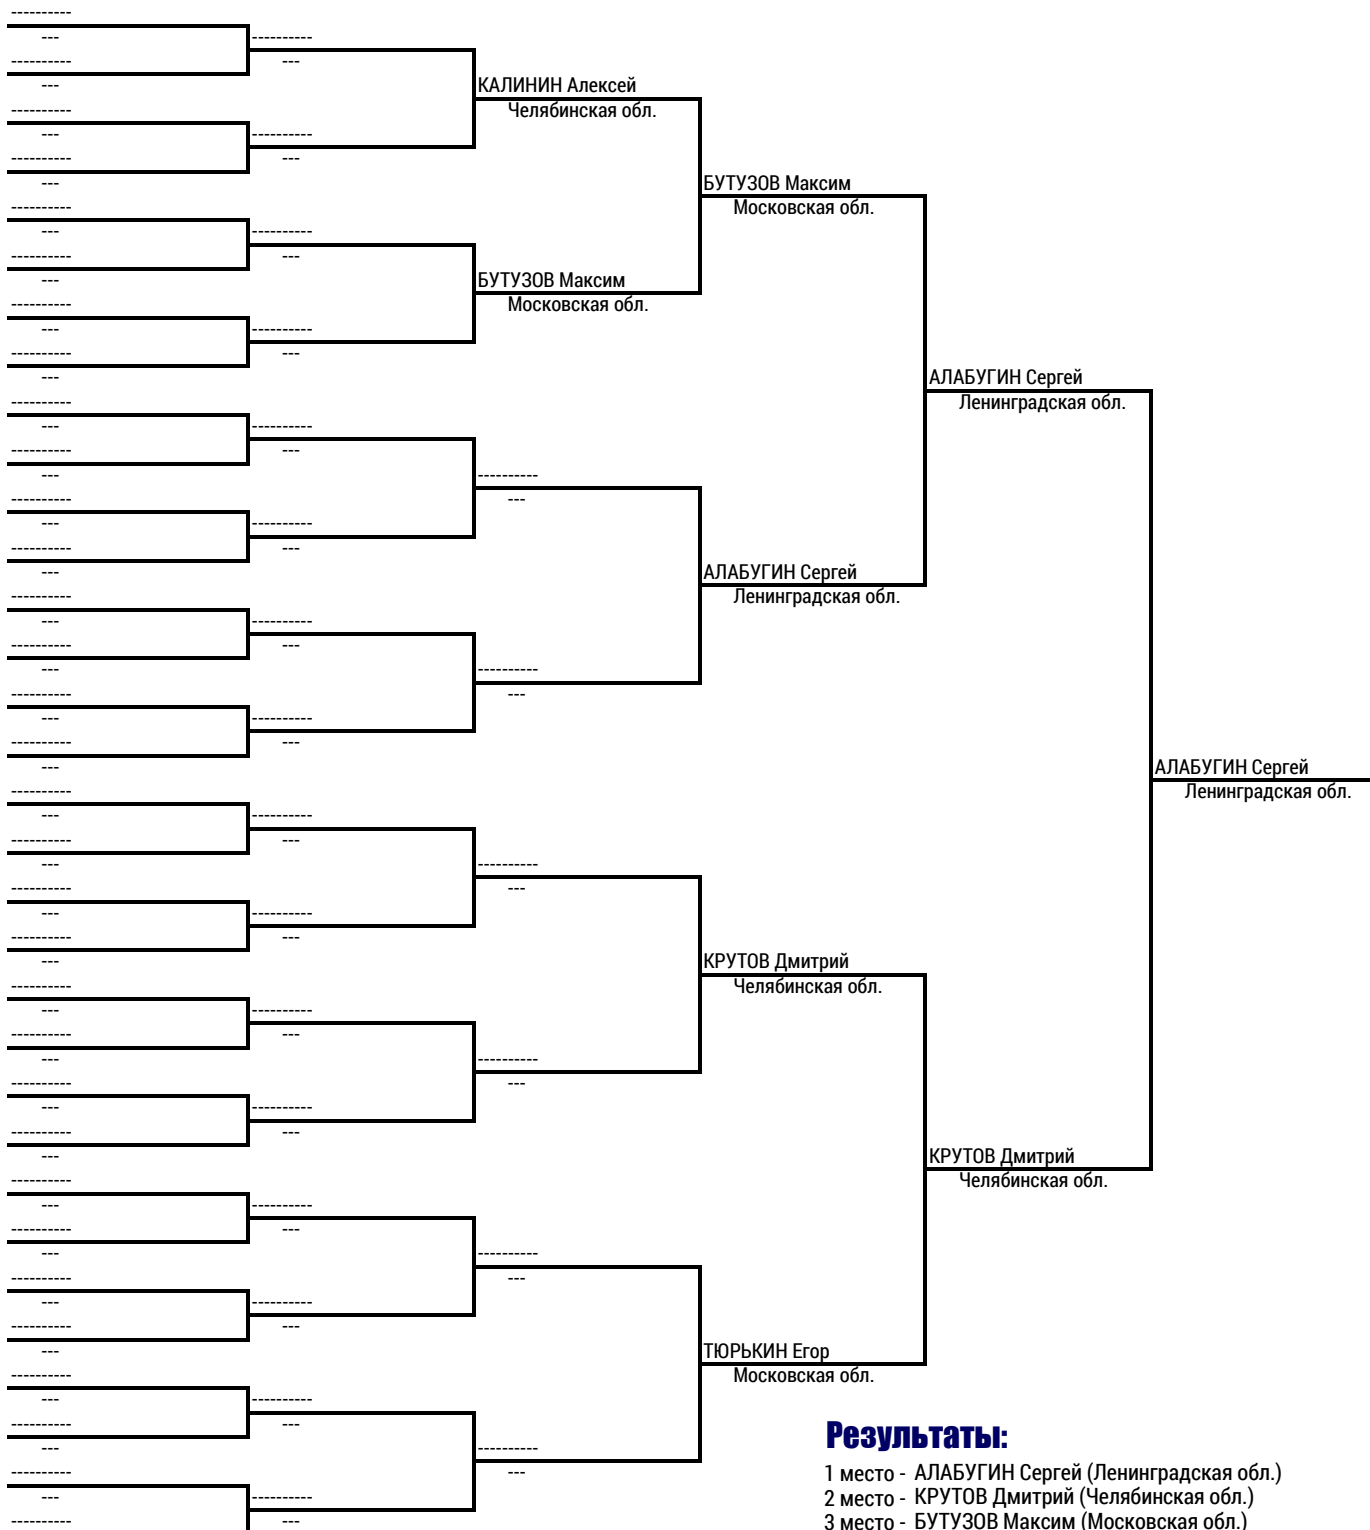 КАЛИНИН Алексей
Челябинская обл.
БУТУЗОВ Максим
Московская обл.
БУТУЗОВ Максим
Московская обл.
АЛАБУГИН Сергей
Ленинградская обл.
АЛАБУГИН Сергей
Ленинградская обл.
АЛАБУГИН Сергей
Ленинградская обл.
КРУТОВ Дмитрий
Челябинская обл.
КРУТОВ Дмитрий
Челябинская обл.
ТЮРЬКИН Егор
Московская обл.
Результаты:
1 место - АЛАБУГИН Сергей (Ленинградская обл.)
2 место - КРУТОВ Дмитрий (Челябинская обл.)
3 место - БУТУЗОВ Максим (Московская обл.)